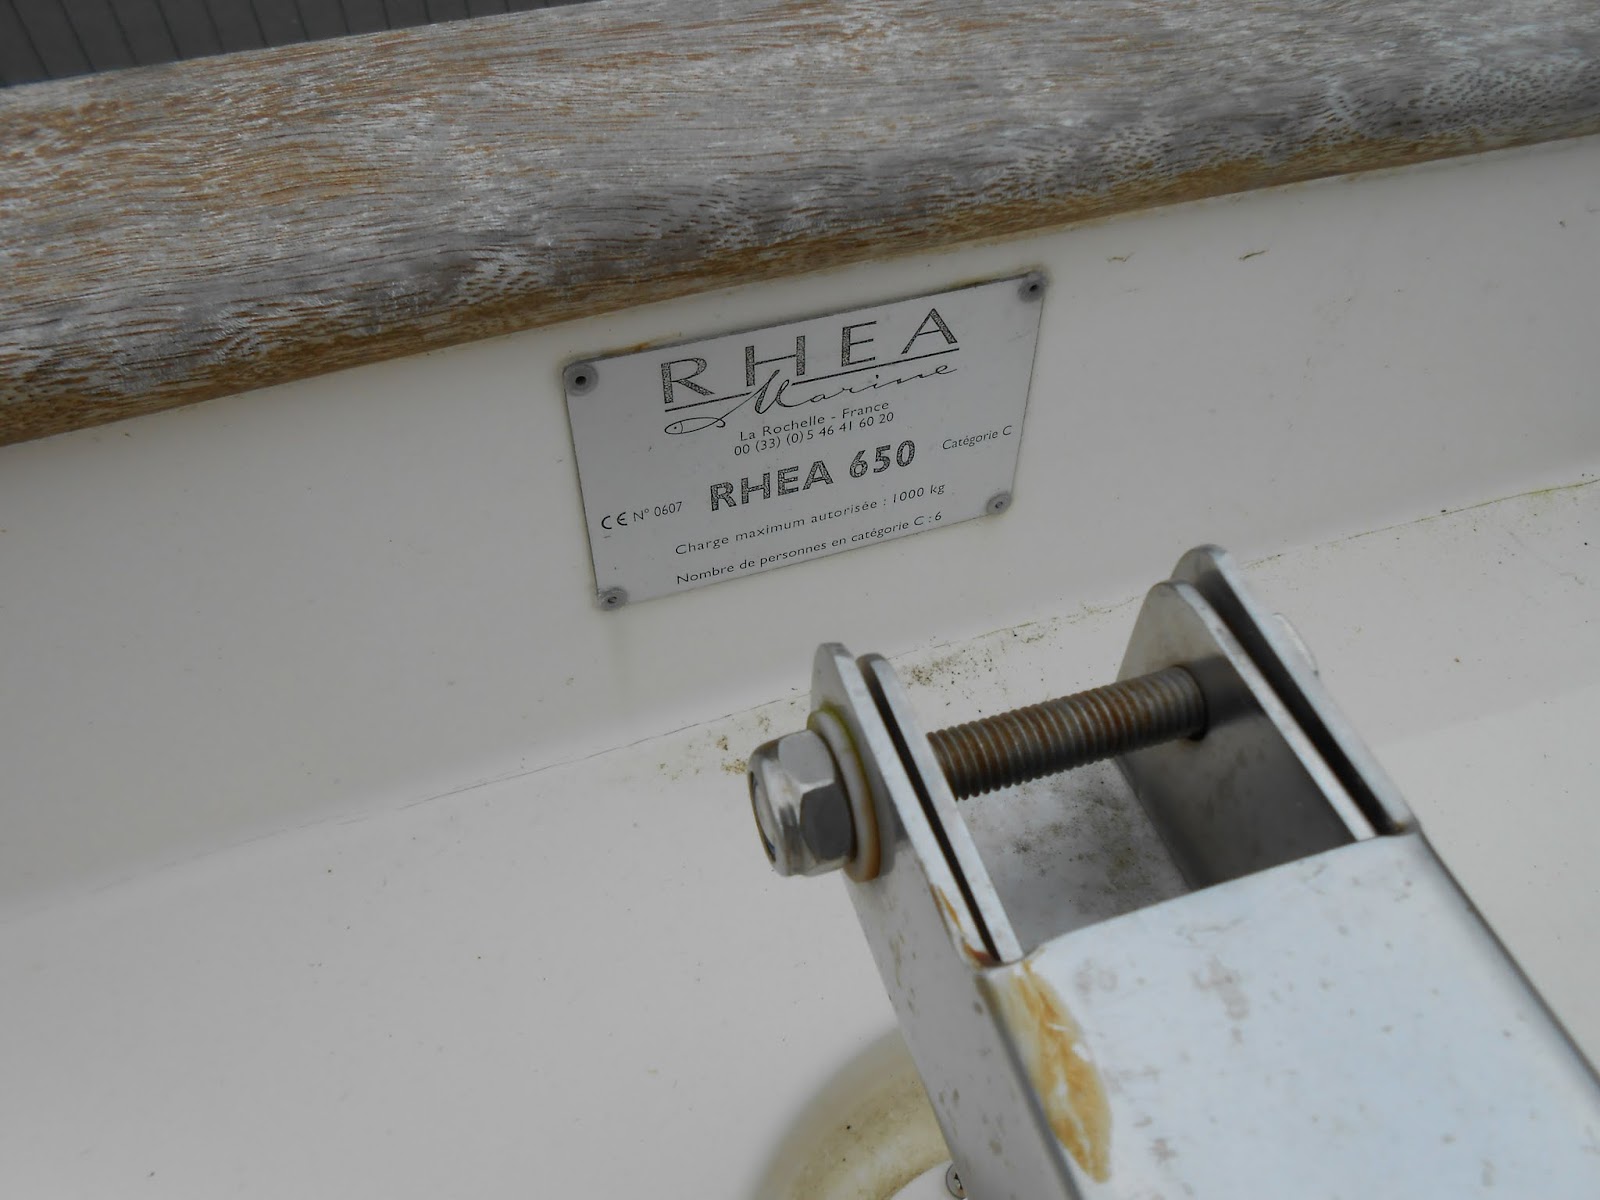 RHEA
Marine
La Rochelle - France
00 (33) (0)5 46 41 60 20
RHEA 650 Catégorie C
CE N° 0607
Charge maximum autorisée : 1000 kg
Nombre de personnes en catégorie C : 6